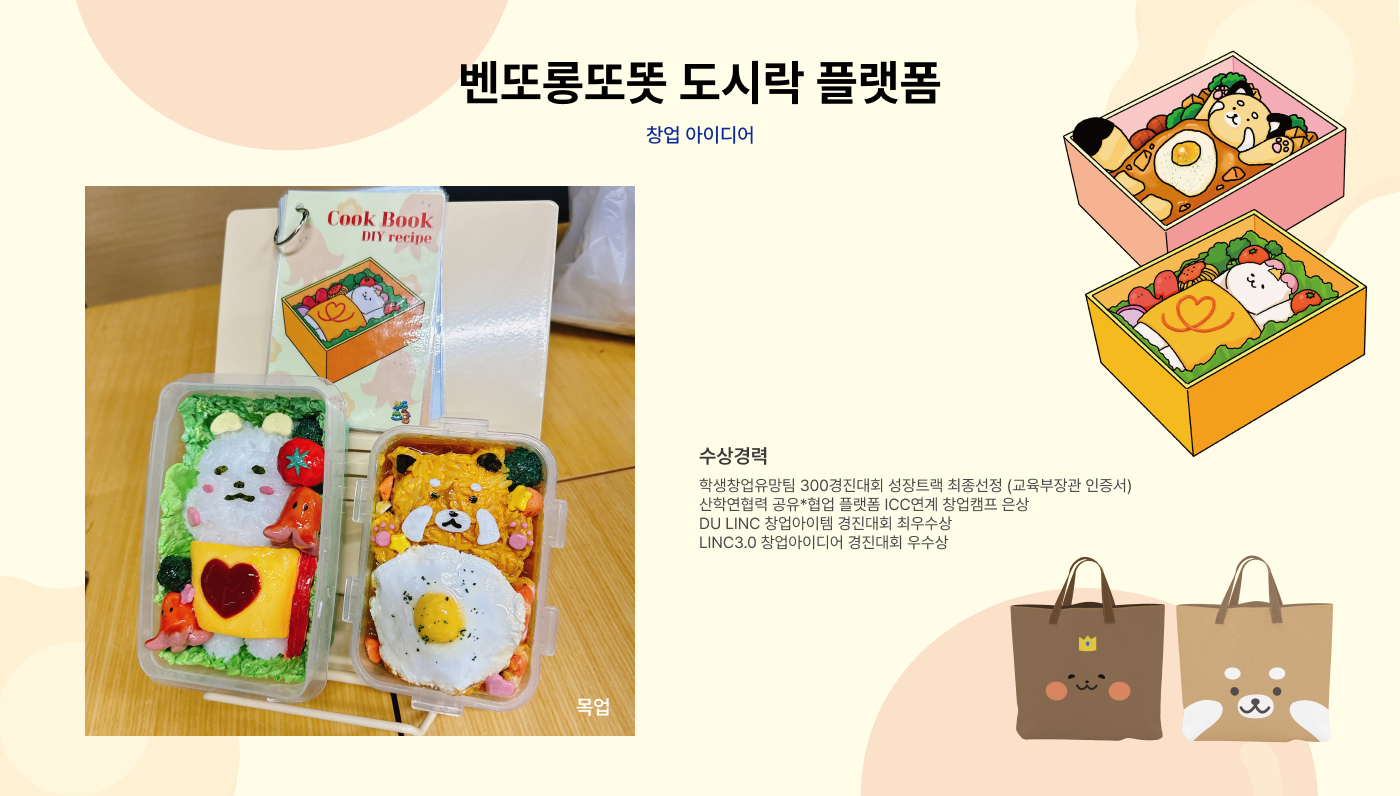 벤또롱또똣 도시락 플랫폼
창업 아이디어
Cook Book
DIY recipe
목업
수상경력
학생창업유망팀 300경진대회 성장트랙 최종선정 (교육부장관 인증서)
산학연협력 공유*협업 플랫폼 ICC연계 창업캠프 은상
DU LINC 창업아이템 경진대회 최우수상
LINC3.0 창업아이디어 경진대회 우수상